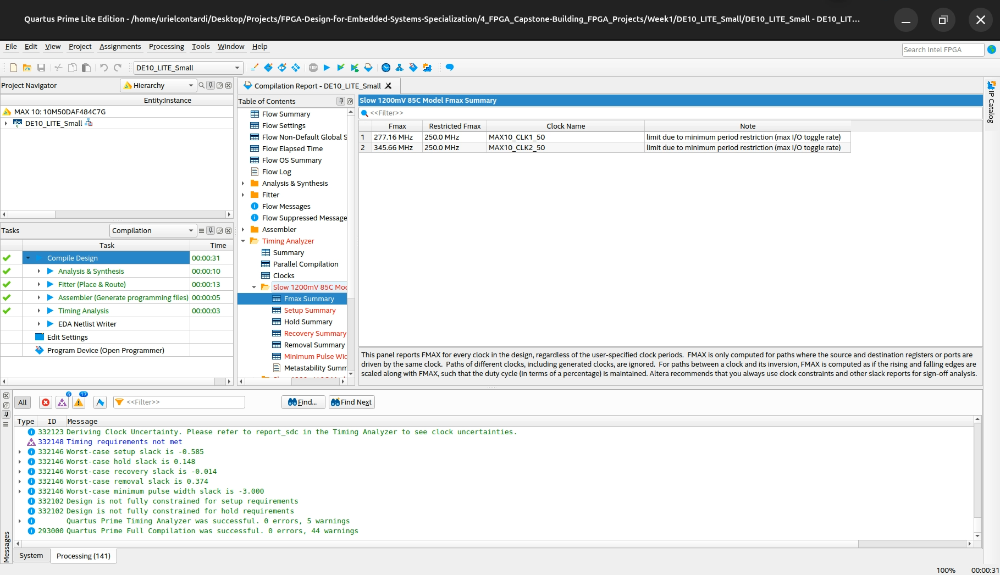 Quartus Prime Lite Edition - /home/urielcontardi/Desktop/Projects/FPGA-Design-for-Embedded-Systems-Specialization/4_FPGA_Capstone-Building_FPGA_Projects/Week1/DE10_LITE_Small/DE10_LITE_Small - DE10_LIT...
File Edit View Project Assignments Processing Tools Window Help
Search Intel FPGA
DE10_LITE_Small
STOP
Project Navigator
Hierarchy
Entity:Instance
MAX 10: 10M50DAF484C7G
abc DE10_LITE_Small
Tasks
Compilation
Task Time
Compile Design 00:00:31
Analysis & Synthesis 00:00:10
Fitter (Place & Route) 00:00:13
Assembler (Generate programming files) 00:00:05
Timing Analysis 00:00:03
EDA Netlist Writer
Edit Settings
Program Device (Open Programmer)
Compilation Report - DE10_LITE_Small
Table of Contents
Flow Summary
Flow Settings
Flow Non-Default Global S
Flow Elapsed Time
Flow OS Summary
Flow Log
Analysis & Synthesis
Fitter
Flow Messages
Flow Suppressed Message
Assembler
Timing Analyzer
Summary
Parallel Compilation
Clocks
Slow 1200mV 85C Mod
Fmax Summary
Setup Summary
Hold Summary
Recovery Summary
Removal Summary
Minimum Pulse Wid
Metastability Summ
Slow 1200mV 85C Model Fmax Summary
<<Filter>>
Fmax Restricted Fmax Clock Name Note
1 277.16 MHz 250.0 MHz MAX10_CLK1_50 limit due to minimum period restriction (max I/O toggle rate)
2 345.66 MHz 250.0 MHz MAX10_CLK2_50 limit due to minimum period restriction (max I/O toggle rate)
This panel reports FMAX for every clock in the design, regardless of the user-specified clock periods. FMAX is only computed for paths where the source and destination registers or ports are
driven by the same clock. Paths of different clocks, including generated clocks, are ignored. For paths between a clock and its inversion, FMAX is computed as if the rising and falling edges are
scaled along with FMAX, such that the duty cycle (in terms of a percentage) is maintained. Altera recommends that you always use clock constraints and other slack reports for sign-off analysis.
IP Catalog
All
6
17
<<Filter>>
Find...
Find Next
Type ID Message
332123 Deriving Clock Uncertainty. Please refer to report_sdc in the Timing Analyzer to see clock uncertainties.
332148 Timing requirements not met
332146 Worst-case setup slack is -0.585
332146 Worst-case hold slack is 0.148
332146 Worst-case recovery slack is -0.014
332146 Worst-case removal slack is 0.374
332146 Worst-case minimum pulse width slack is -3.000
332102 Design is not fully constrained for setup requirements
332102 Design is not fully constrained for hold requirements
Quartus Prime Timing Analyzer was successful. 0 errors, 5 warnings
293000 Quartus Prime Full Compilation was successful. 0 errors, 44 warnings
Messages
System
Processing (141)
100% 00:00:31